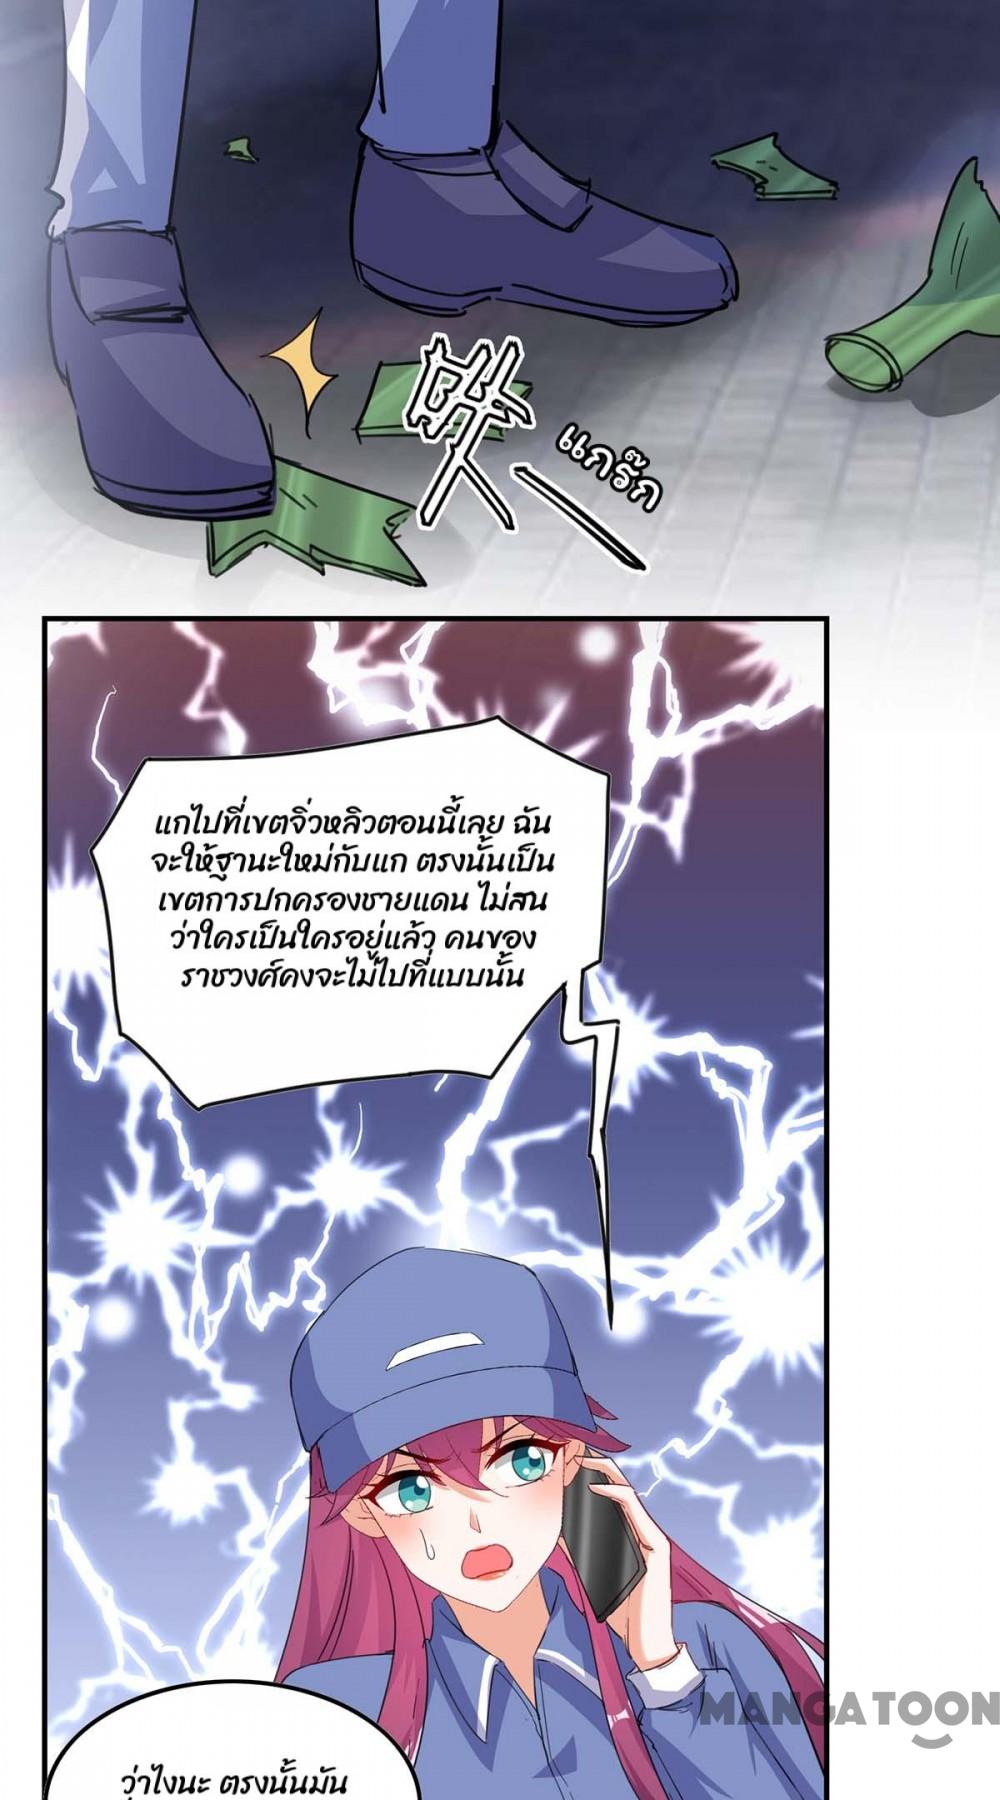 แกร๊ก
แกไปที่เขตจิ่วหลิวตอนนี้เลย ฉัน
จะให้ฐานะใหม่กับแก ตรงนั้นเป็น
เขตการปกครองชายแดน ไม่สน
ว่าใครเป็นใครอยู่แล้ว คนของ
ราชวงศ์คงจะไม่ไปที่แบบนั้น
MANGATOON
ว่าไงนะ ตรงนั้นมัน